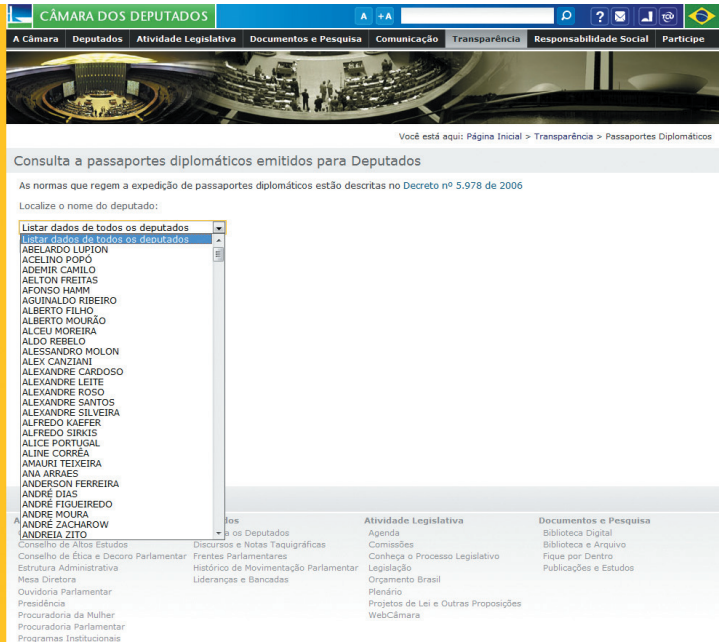 CÂMARA DOS DEPUTADOS
A +A
? @
A Câmara Deputados Atividade Legislativa Documentos e Pesquisa Comunicação Transparência Responsabilidade Social Participe
Você está aqui: Página Inicial > Transparência > Passaportes Diplomáticos
Consulta a passaportes diplomáticos emitidos para Deputados
As normas que regem a expedição de passaportes diplomáticos estão descritas no Decreto nº 5.978 de 2006
Localize o nome do deputado:
Listar dados de todos os deputados
Listar dados de todos os deputados
ABELARDO LUPION
ACELINO POPÓ
ADEMIR CAMILO
AELTON FREITAS
AFONSO HAMM
AGUINALDO RIBEIRO
ALBERTO FILHO
ALBERTO MOURÃO
ALCEU MOREIRA
ALDO REBELO
ALESSANDRO MOLON
ALEX CANZIANI
ALEXANDRE CARDOSO
ALEXANDRE LEITE
ALEXANDRE ROSO
ALEXANDRE SANTOS
ALEXANDRE SILVEIRA
ALFREDO KAEFER
ALFREDO SIRKIS
ALICE PORTUGAL
ALINE CORRÊA
AMAURI TEIXEIRA
ANA ARRAES
ANDERSON FERREIRA
ANDRÉ DIAS
ANDRÉ FIGUEIREDO
ANDRE MOURA
ANDRÉ ZACHAROW
ANDREIA ZITO
Conselho de Altos Estudos
Conselho de Ética e Decoro Parlamentar
Estrutura Administrativa
Mesa Diretora
Ouvidoria Parlamentar
Presidência
Procuradoria da Mulher
Procuradoria Parlamentar
Programas Institucionais
os Deputados
Discursos e Notas Taquigráficas
Frentes Parlamentares
Histórico de Movimentação Parlamentar
Lideranças e Bancadas
Atividade Legislativa
Agenda
Comissões
Conheça o Processo Legislativo
Legislação
Orçamento Brasil
Plenário
Projetos de Lei e Outras Proposições
WebCâmara
Documentos e Pesquisa
Biblioteca Digital
Biblioteca e Arquivo
Fique por Dentro
Publicações e Estudos